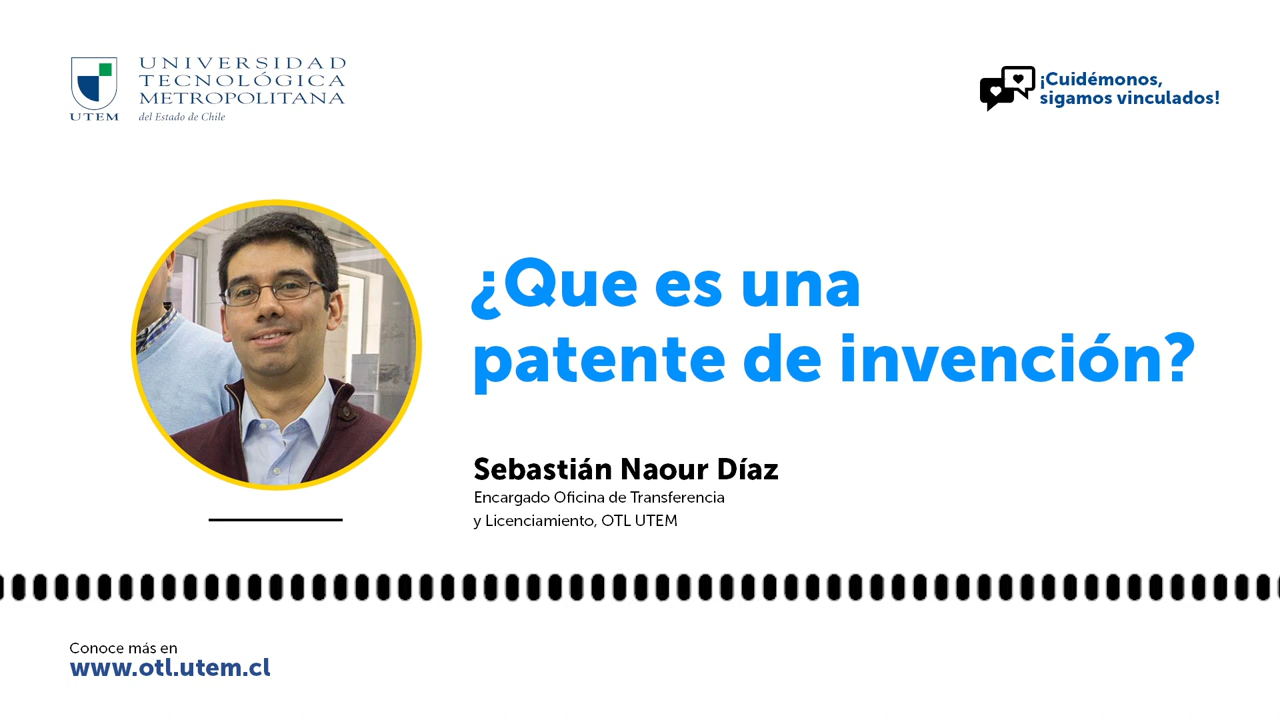 UNIVERSIDAD
TECNOLÓGICA
METROPOLITANA
del Estado de Chile
UTEM
¡Cuidémonos,
sigamos vinculados!
¿Que es una
patente de invención?
Sebastián Naour Díaz
Encargado Oficina de Transferencia
y Licenciamiento, OTL UTEM
Conoce más en
www.otl.utem.cl